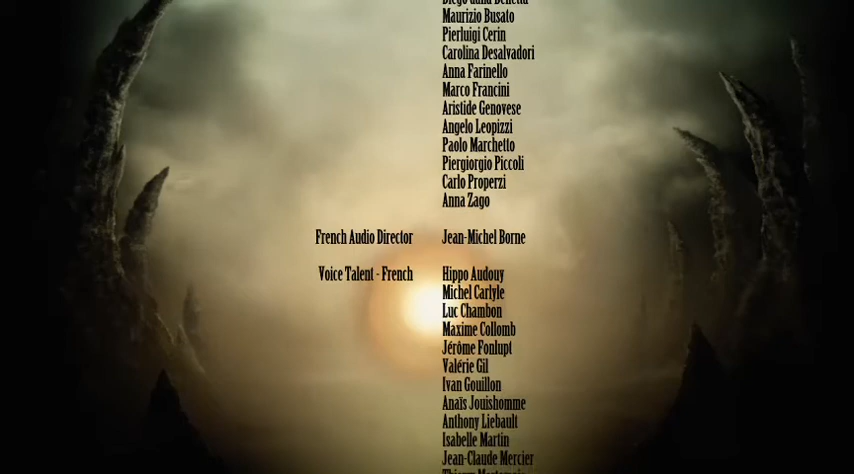 Maurizio Busato
Pierluigi Cerin
Carolina Desalvadori
Anna Farinello
Marco Francini
Aristide Genovese
Angelo Leopizzi
Paolo Marchetto
Piergiorgio Piccoli
Carlo Properzi
Anna Zago
French Audio Director Jean-Michel Borne
Voice Talent - French Hippo Audouy
Michel Carlyle
Luc Chambon
Maxime Collomb
Jérôme Fonlupt
Valérie Gil
Ivan Gouillon
Anaïs Jouishomme
Anthony Liebault
Isabelle Martin
Jean-Claude Mercier